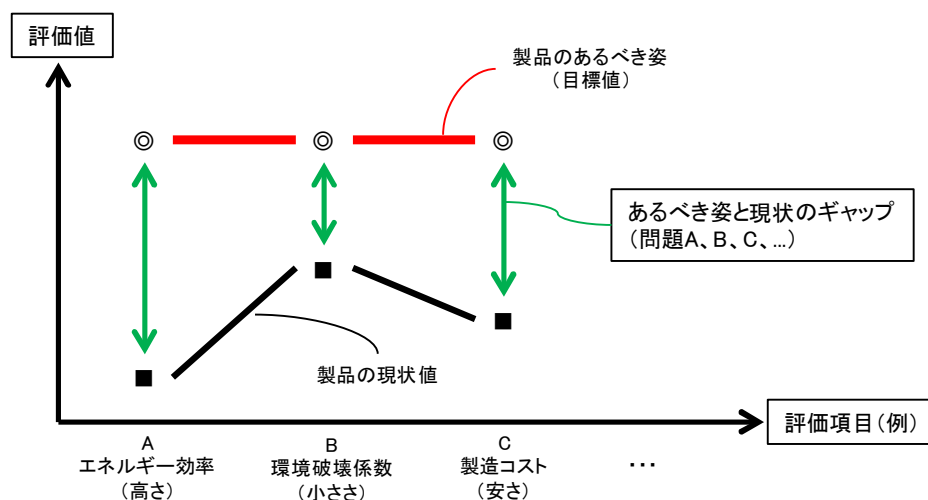 評価値
製品のあるべき姿
（目標値）
あるべき姿と現状のギャップ
（問題A、B、C、…）
製品の現状値
評価項目（例）
A
エネルギー効率
（高さ）
B
環境破壊係数
（小ささ）
C
製造コスト
（安さ）
…